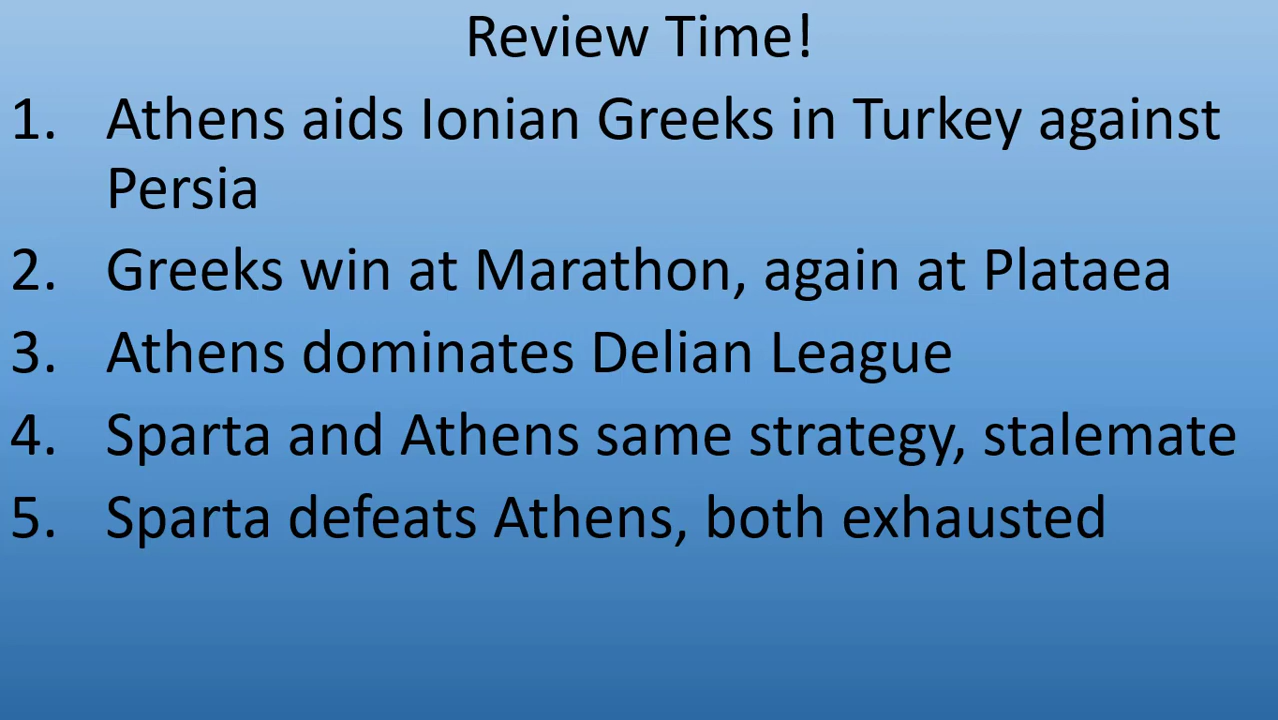 Review Time!
1. Athens aids Ionian Greeks in Turkey against
Persia
2. Greeks win at Marathon, again at Plataea
3. Athens dominates Delian League
4. Sparta and Athens same strategy, stalemate
5. Sparta defeats Athens, both exhausted